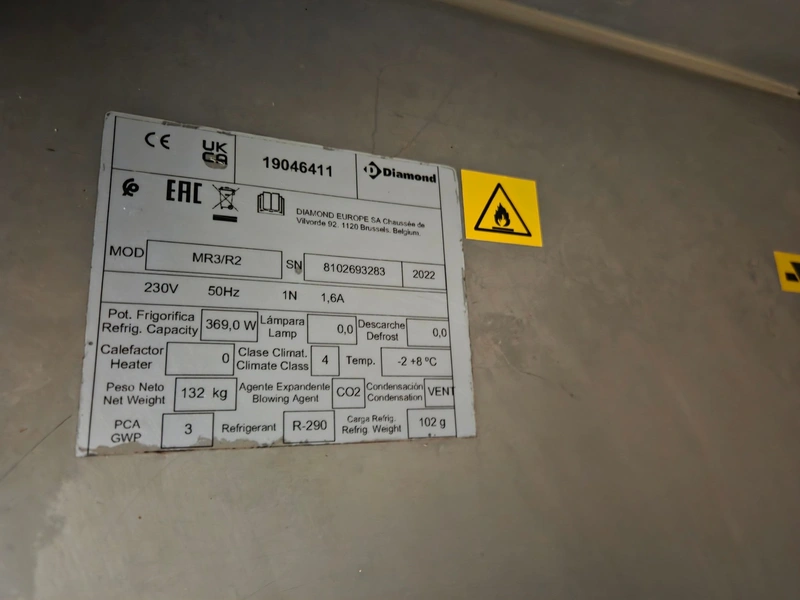 CE UK CA 19046411 Diamond
EAC DIAMOND EUROPE SA Chaussée de
Vilvorde 92, 1120 Brussels, Belgium.
MOD MR3/R2 SN 8102693283 2022
230V 50Hz 1N 1,6A
Pot. Frigorifica
Refrig. Capacity 369,0 W Lámpara
Lamp 0,0 Descarche
Defrost 0,0
Calefactor
Heater 0 Clase Climat.
Climate Class 4 Temp. -2 +8 ºC
Peso Neto
Net Weight 132 kg Agente Expandente
Blowing Agent CO2 Condensación
Condensation VENT
PCA
GWP 3 Refrigerant R-290 Carga Refrig.
Refrig. Weight 102 g